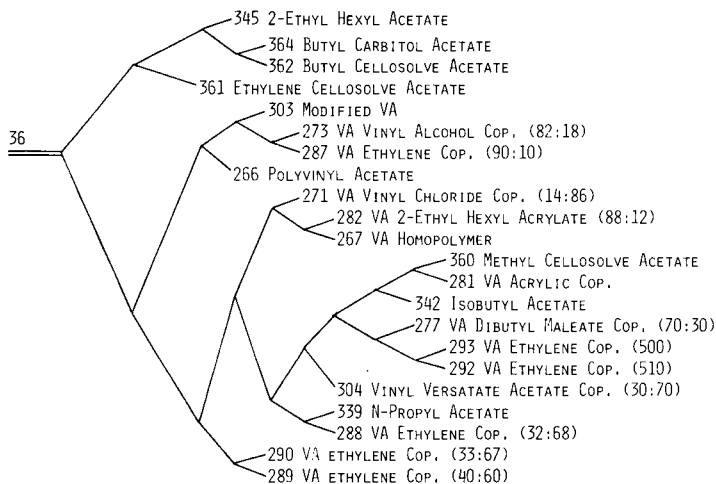 345 2-Ethyl Hexyl Acetate
364 Butyl Carbitol Acetate
362 Butyl Cellosolve Acetate
361 Ethylene Cellosolve Acetate
303 Modified VA
36
273 VA Vinyl Alcohol Cop. (82:18)
287 VA Ethylene Cop. (90:10)
266 Polyvinyl Acetate
271 VA Vinyl Chloride Cop. (14:86)
282 VA 2-Ethyl Hexyl Acrylate (88:12)
267 VA Homopolymer
360 Methyl Cellosolve Acetate
281 VA Acrylic Cop.
342 Isobutyl Acetate
277 VA Dibutyl Maleate Cop. (70:30)
293 VA Ethylene Cop. (500)
292 VA Ethylene Cop. (510)
304 Vinyl Versatate Acetate Cop. (30:70)
339 N-Propyl Acetate
288 VA Ethylene Cop. (32:68)
290 VA ethylene Cop. (33:67)
289 VA ethylene Cop. (40:60)